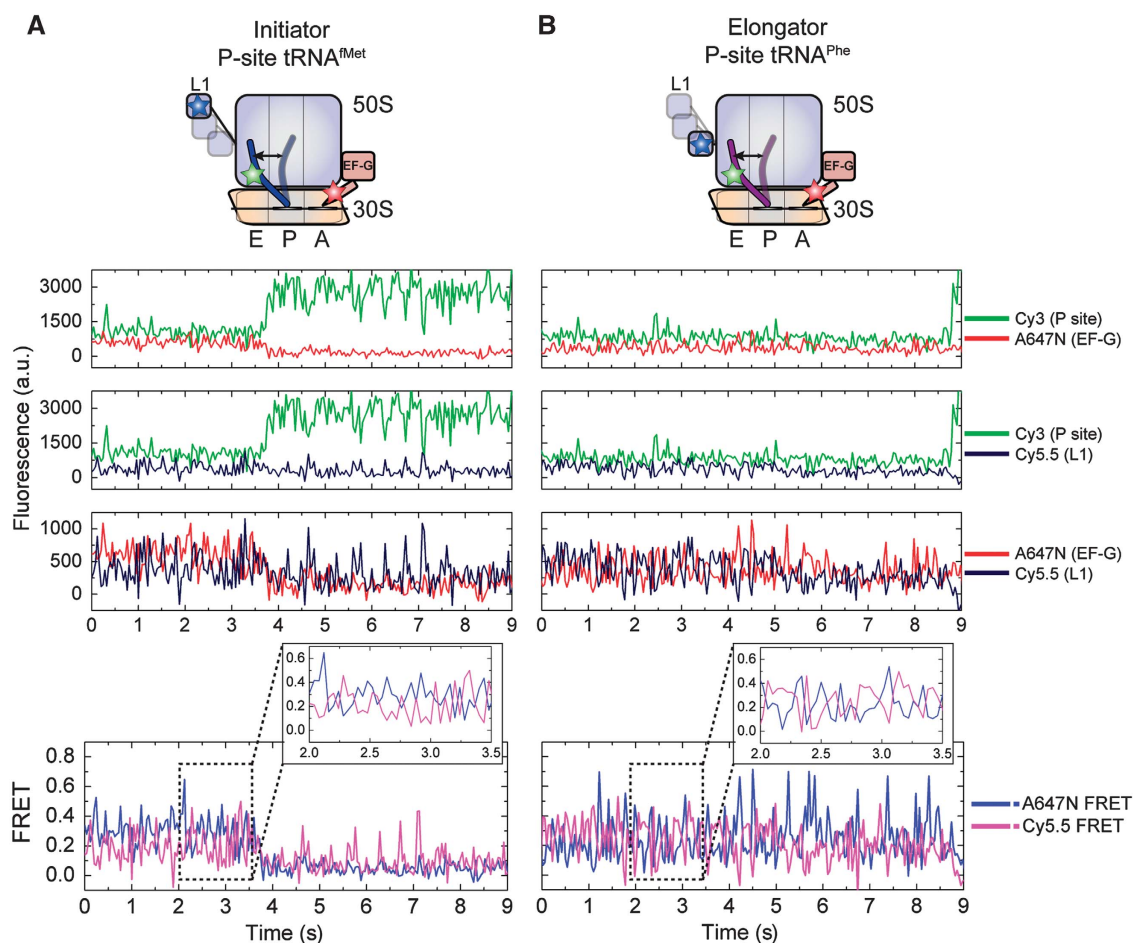 A
Initiator
P-site tRNA^fMet
L1
50S
EF-G
30S
E P A
B
Elongator
P-site tRNA^Phe
L1
50S
EF-G
30S
E P A
Fluorescence (a.u.)
3000
1500
0
Cy3 (P site)
A647N (EF-G)
3000
1500
0
Cy3 (P site)
Cy5.5 (L1)
1000
500
0
A647N (EF-G)
Cy5.5 (L1)
0 1 2 3 4 5 6 7 8 9
0 1 2 3 4 5 6 7 8 9
0.6
0.4
0.2
0.0
2.0 2.5 3.0 3.5
0.6
0.4
0.2
0.0
2.0 2.5 3.0 3.5
FRET
0.8
0.6
0.4
0.2
0.0
A647N FRET
Cy5.5 FRET
0 1 2 3 4 5 6 7 8 9
0 1 2 3 4 5 6 7 8 9
Time (s)
Time (s)